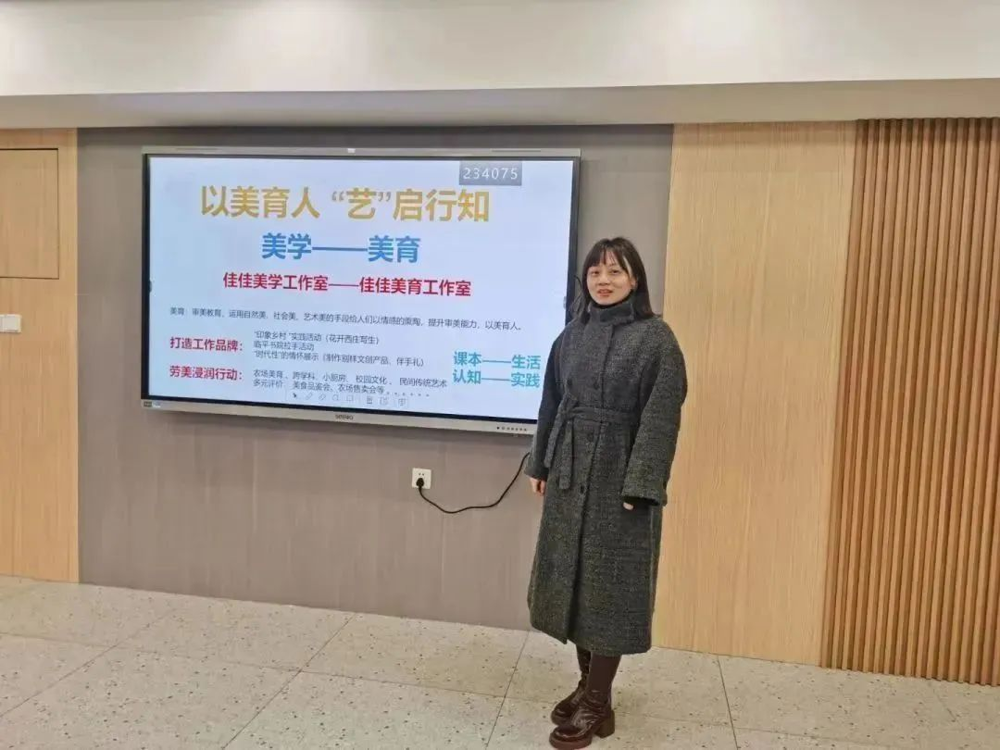 234075
以美育人 “艺”启行知
美学——美育
佳佳美学工作室——佳佳美育工作室
美育：审美教育，运用自然美、社会美、艺术美的手段给人们以情感的熏陶，提升审美能力，以美育人。
打造工作品牌：
“印象乡村 ”实践活动（花开西庄写生）
临平书院拉手活动
“时代性”的情怀展示（制作别样文创产品、伴手礼）
劳美浸润行动：
农场美育 、跨学科、小厨房、 校园文化 、 民间传统艺术
多元评价：美食品鉴会、农场售卖会等 。。。。。。
课本——生活
认知——实践
seewo